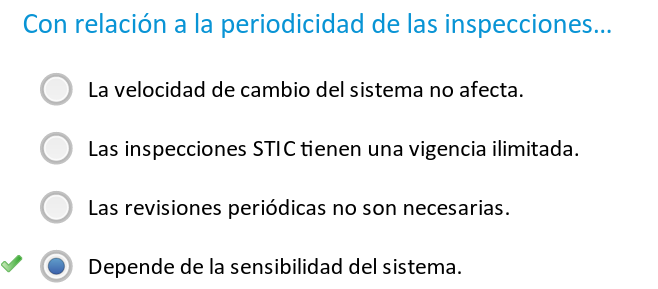 Con relación a la periodicidad de las inspecciones...
La velocidad de cambio del sistema no afecta.
Las inspecciones STIC tienen una vigencia ilimitada.
Las revisiones periódicas no son necesarias.
Depende de la sensibilidad del sistema.